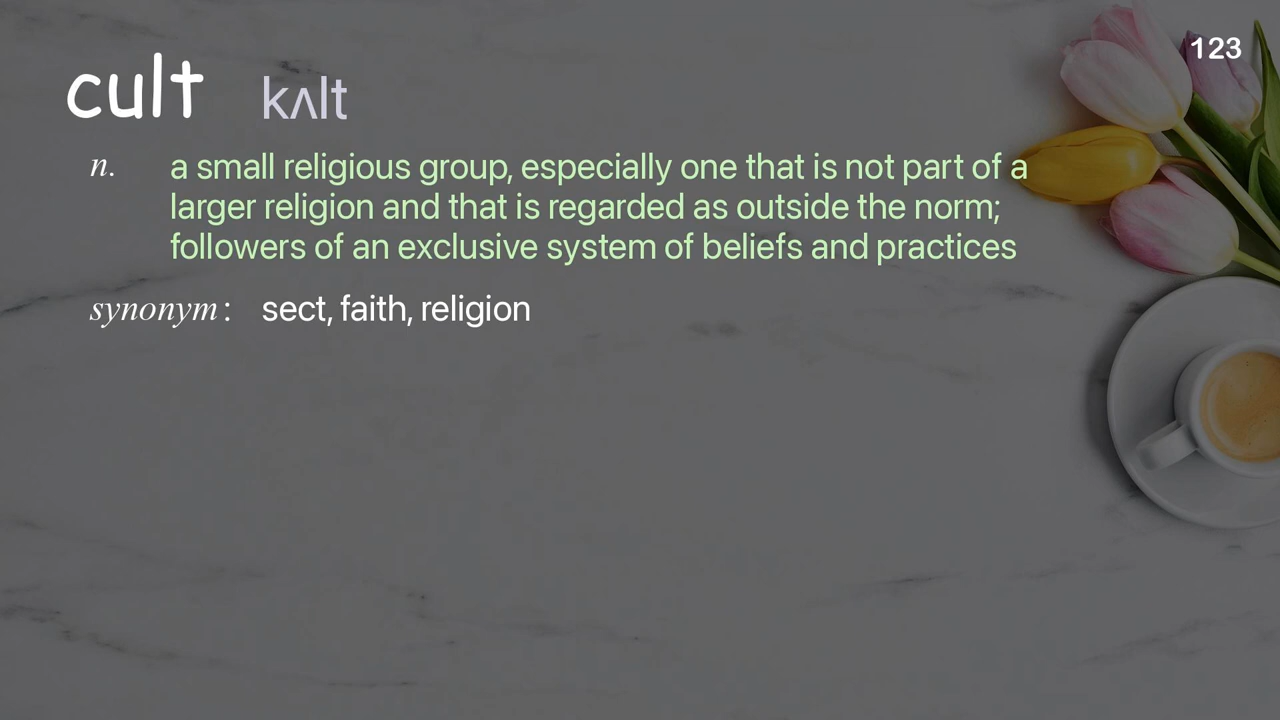 123
cult kʌlt
n. a small religious group, especially one that is not part of a
larger religion and that is regarded as outside the norm;
followers of an exclusive system of beliefs and practices
synonym: sect, faith, religion